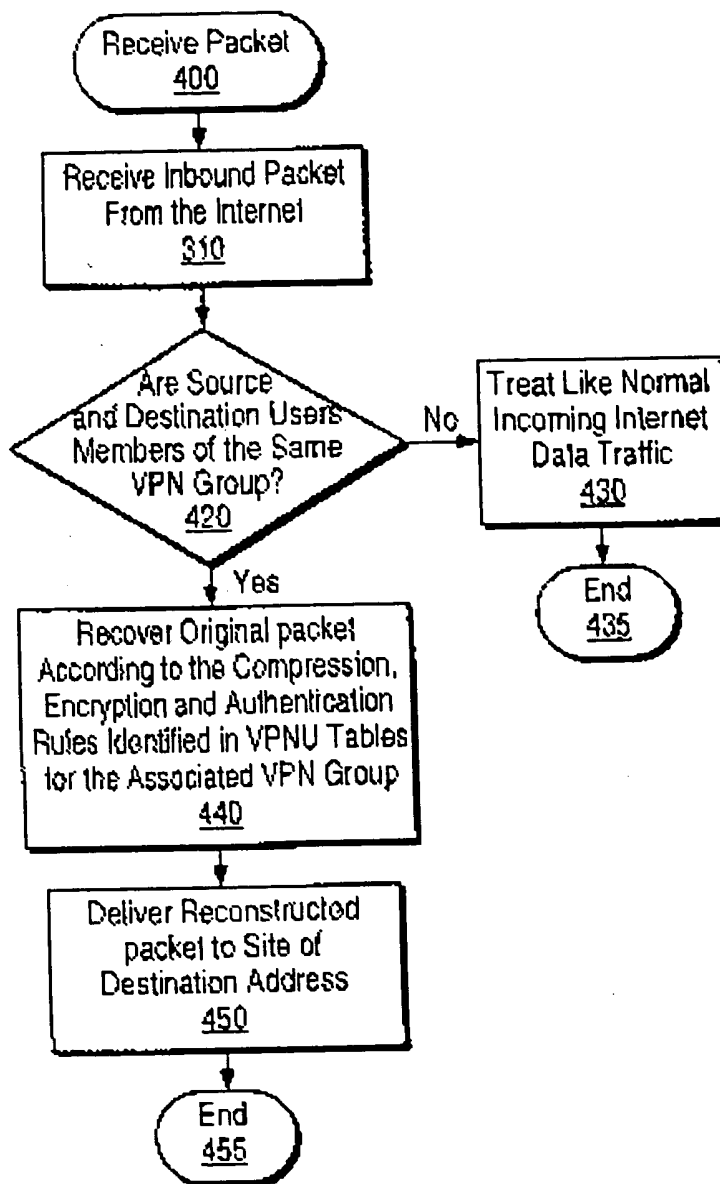 Receive Packet
400
Receive Inbound Packet
From the Internet
310
Are Source
and Destination Users
Members of the Same
VPN Group?
420
No
Treat Like Normal
Incoming Internet
Data Traffic
430
End
435
Yes
Recover Original packet
According to the Compression,
Encryption and Authentication
Rules Identified in VPNU Tables
for the Associated VPN Group
440
Deliver Reconstructed
packet to Site of
Destination Address
450
End
455